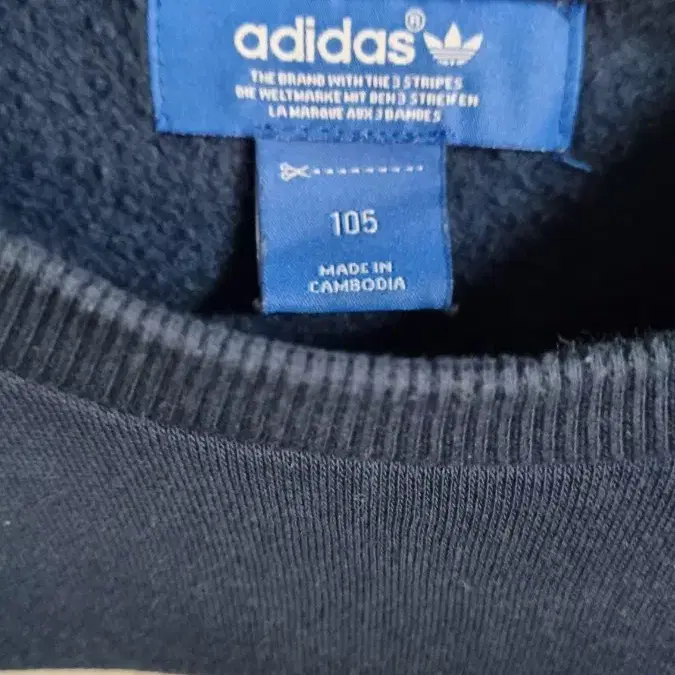 adidas®
THE BRAND WITH THE 3 STRIPES
DIE WELTMARKE MIT DEN 3 STREIFEN
LA MARQUE AUX 3 BANDES
105
MADE IN
CAMBODIA